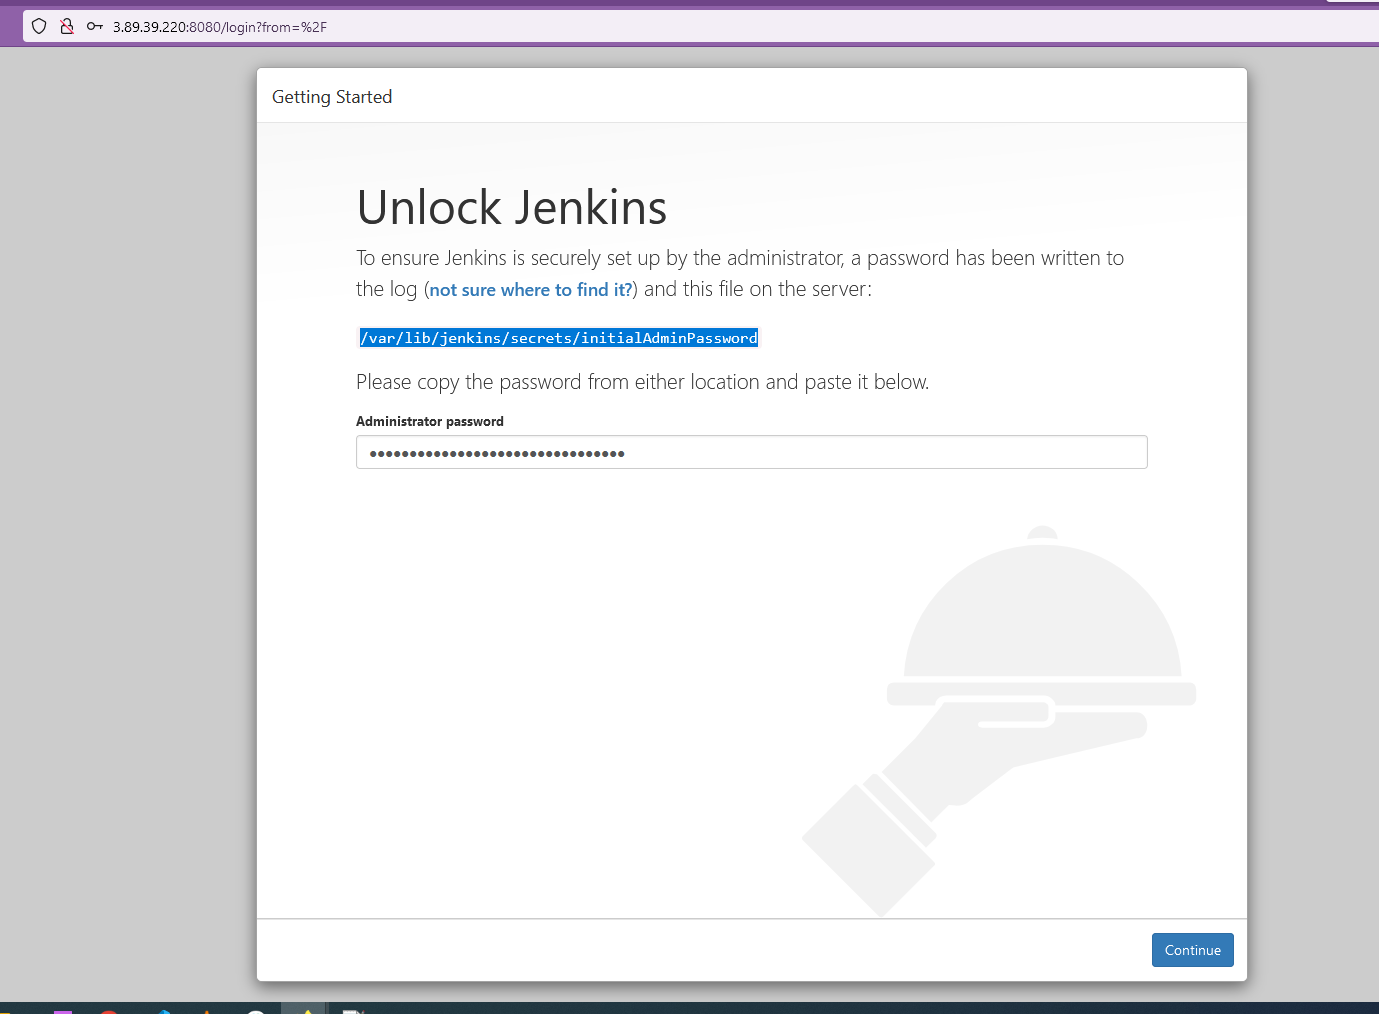 3.89.39.220:8080/login?from=%2F
Getting Started
Unlock Jenkins
To ensure Jenkins is securely set up by the administrator, a password has been written to
the log (not sure where to find it?) and this file on the server:
/var/lib/jenkins/secrets/initialAdminPassword
Please copy the password from either location and paste it below.
Administrator password
••••••••••••••••••••••••••••••••
Continue